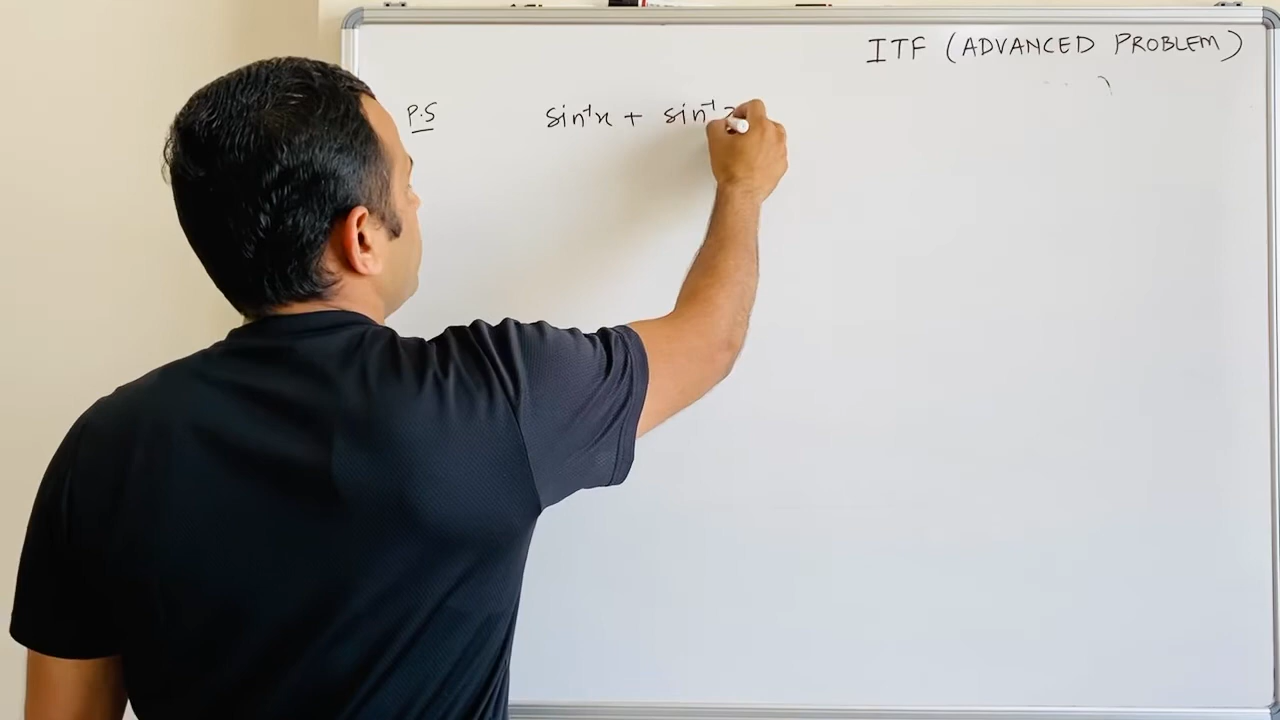 ITF (ADVANCED PROBLEM)
P.S sin⁻¹x + sin⁻¹